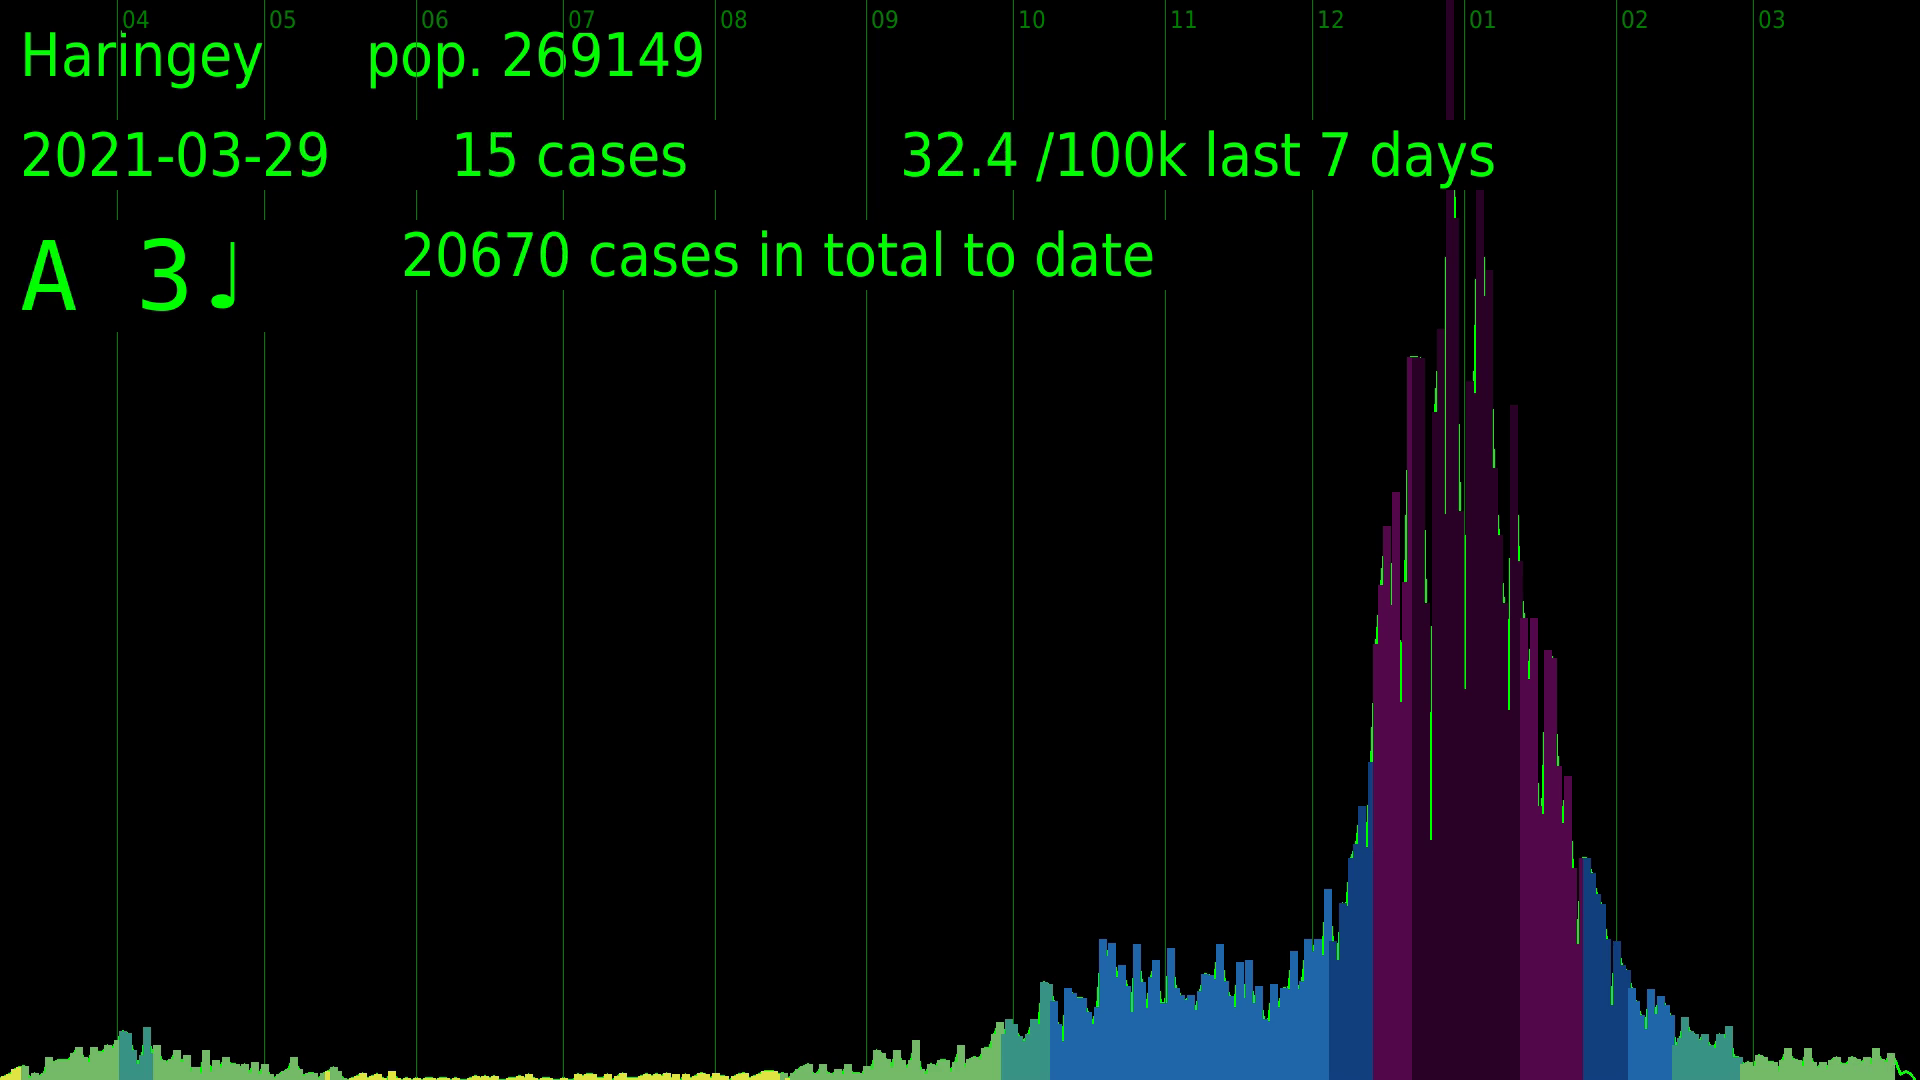 04 05 06 07 08 09 10 11 12 01 02 03
Haringey pop. 269149
2021-03-29 15 cases 32.4 /100k last 7 days
A 3♩ 20670 cases in total to date